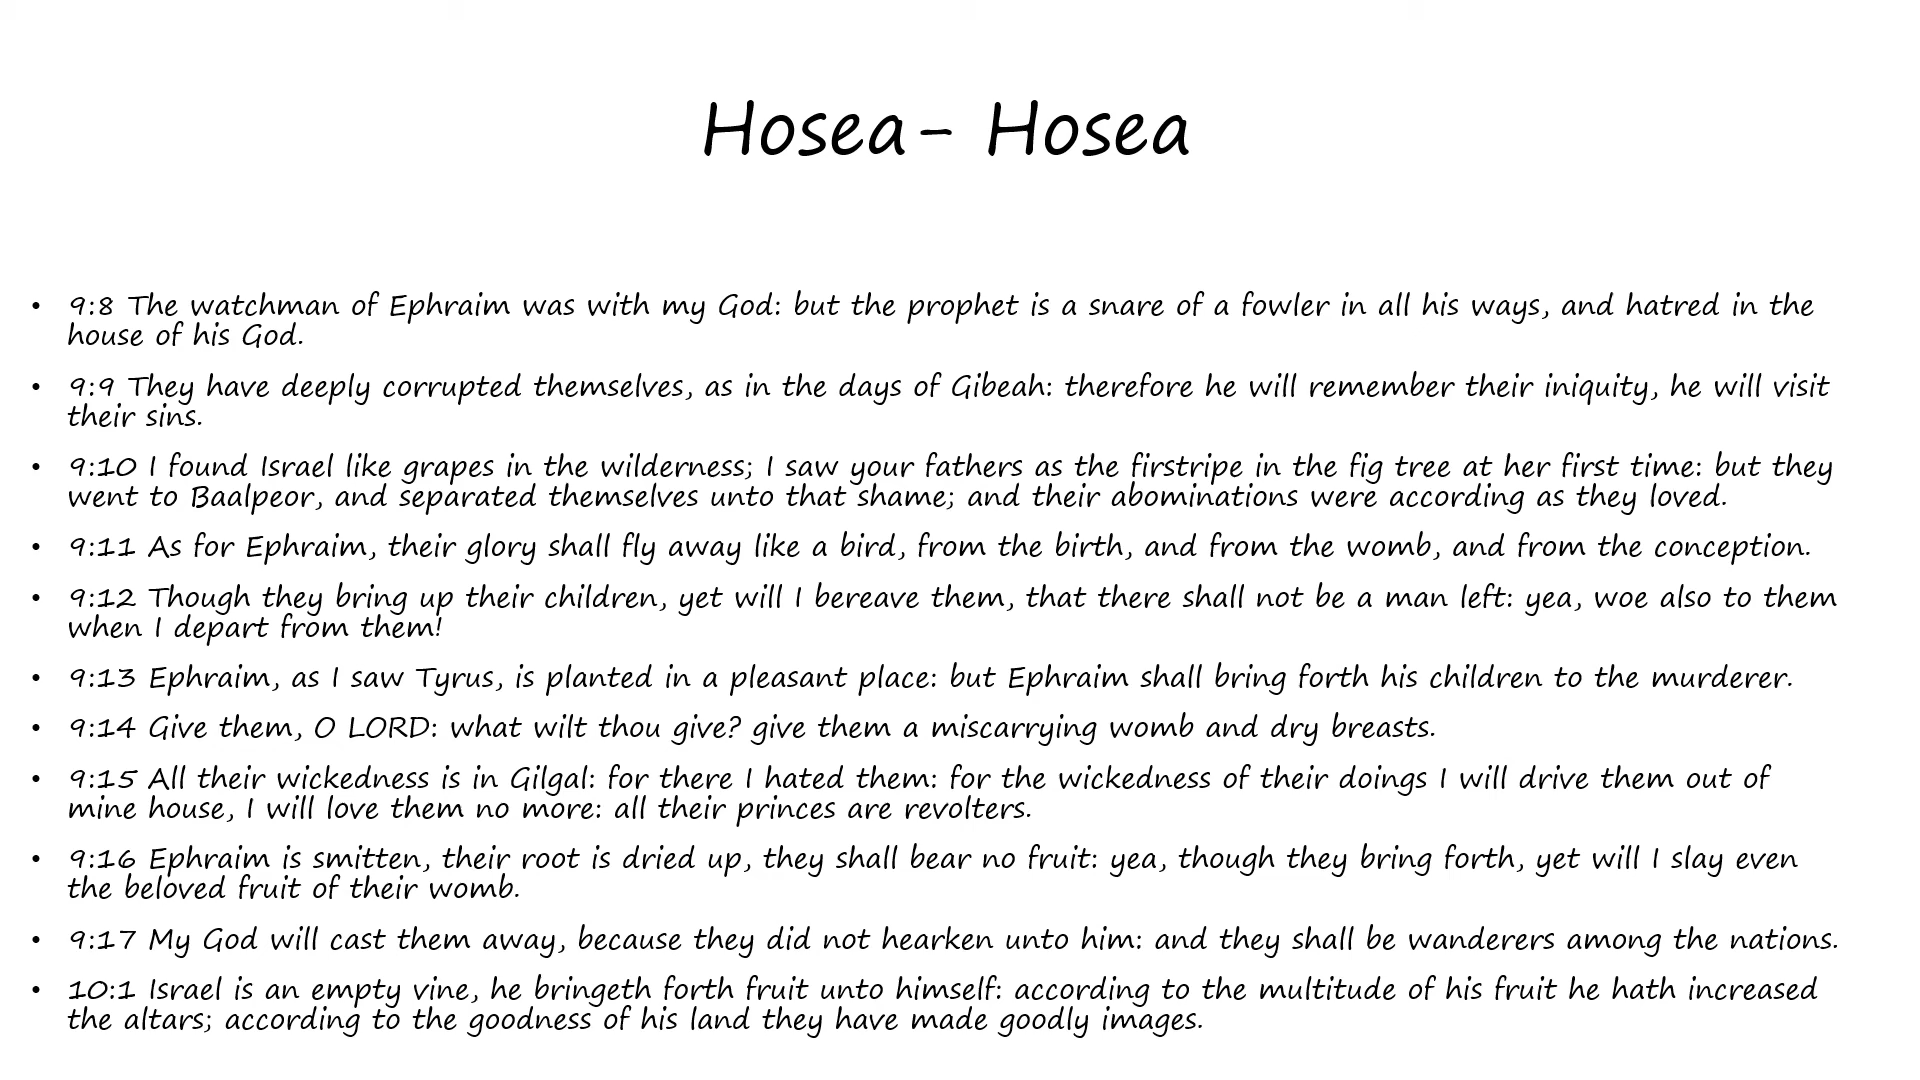 Hosea- Hosea
• 9:8 The watchman of Ephraim was with my God: but the prophet is a snare of a fowler in all his ways, and hatred in the
house of his God.
• 9:9 They have deeply corrupted themselves, as in the days of Gibeah: therefore he will remember their iniquity, he will visit
their sins.
• 9:10 I found Israel like grapes in the wilderness; I saw your fathers as the firstripe in the fig tree at her first time: but they
went to Baalpeor, and separated themselves unto that shame; and their abominations were according as they loved.
• 9:11 As for Ephraim, their glory shall fly away like a bird, from the birth, and from the womb, and from the conception.
• 9:12 Though they bring up their children, yet will I bereave them, that there shall not be a man left: yea, woe also to them
when I depart from them!
• 9:13 Ephraim, as I saw Tyrus, is planted in a pleasant place: but Ephraim shall bring forth his children to the murderer.
• 9:14 Give them, O LORD: what wilt thou give? give them a miscarrying womb and dry breasts.
• 9:15 All their wickedness is in Gilgal: for there I hated them: for the wickedness of their doings I will drive them out of
mine house, I will love them no more: all their princes are revolters.
• 9:16 Ephraim is smitten, their root is dried up, they shall bear no fruit: yea, though they bring forth, yet will I slay even
the beloved fruit of their womb.
• 9:17 My God will cast them away, because they did not hearken unto him: and they shall be wanderers among the nations.
• 10:1 Israel is an empty vine, he bringeth forth fruit unto himself: according to the multitude of his fruit he hath increased
the altars; according to the goodness of his land they have made goodly images.